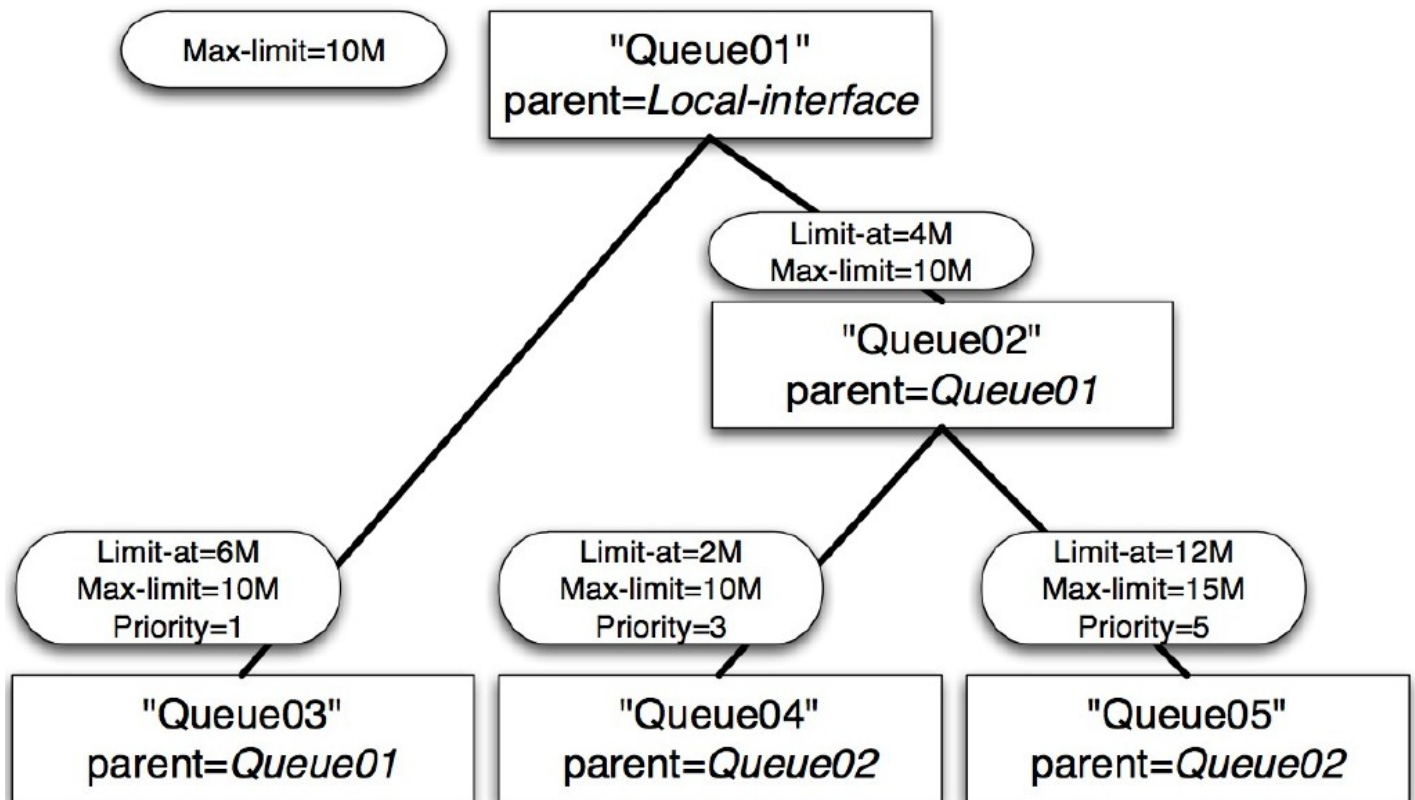 Max-limit=10M
"Queue01"
parent=Local-interface
Limit-at=4M
Max-limit=10M
"Queue02"
parent=Queue01
Limit-at=6M
Max-limit=10M
Priority=1
Limit-at=2M
Max-limit=10M
Priority=3
Limit-at=12M
Max-limit=15M
Priority=5
"Queue03"
parent=Queue01
"Queue04"
parent=Queue02
"Queue05"
parent=Queue02